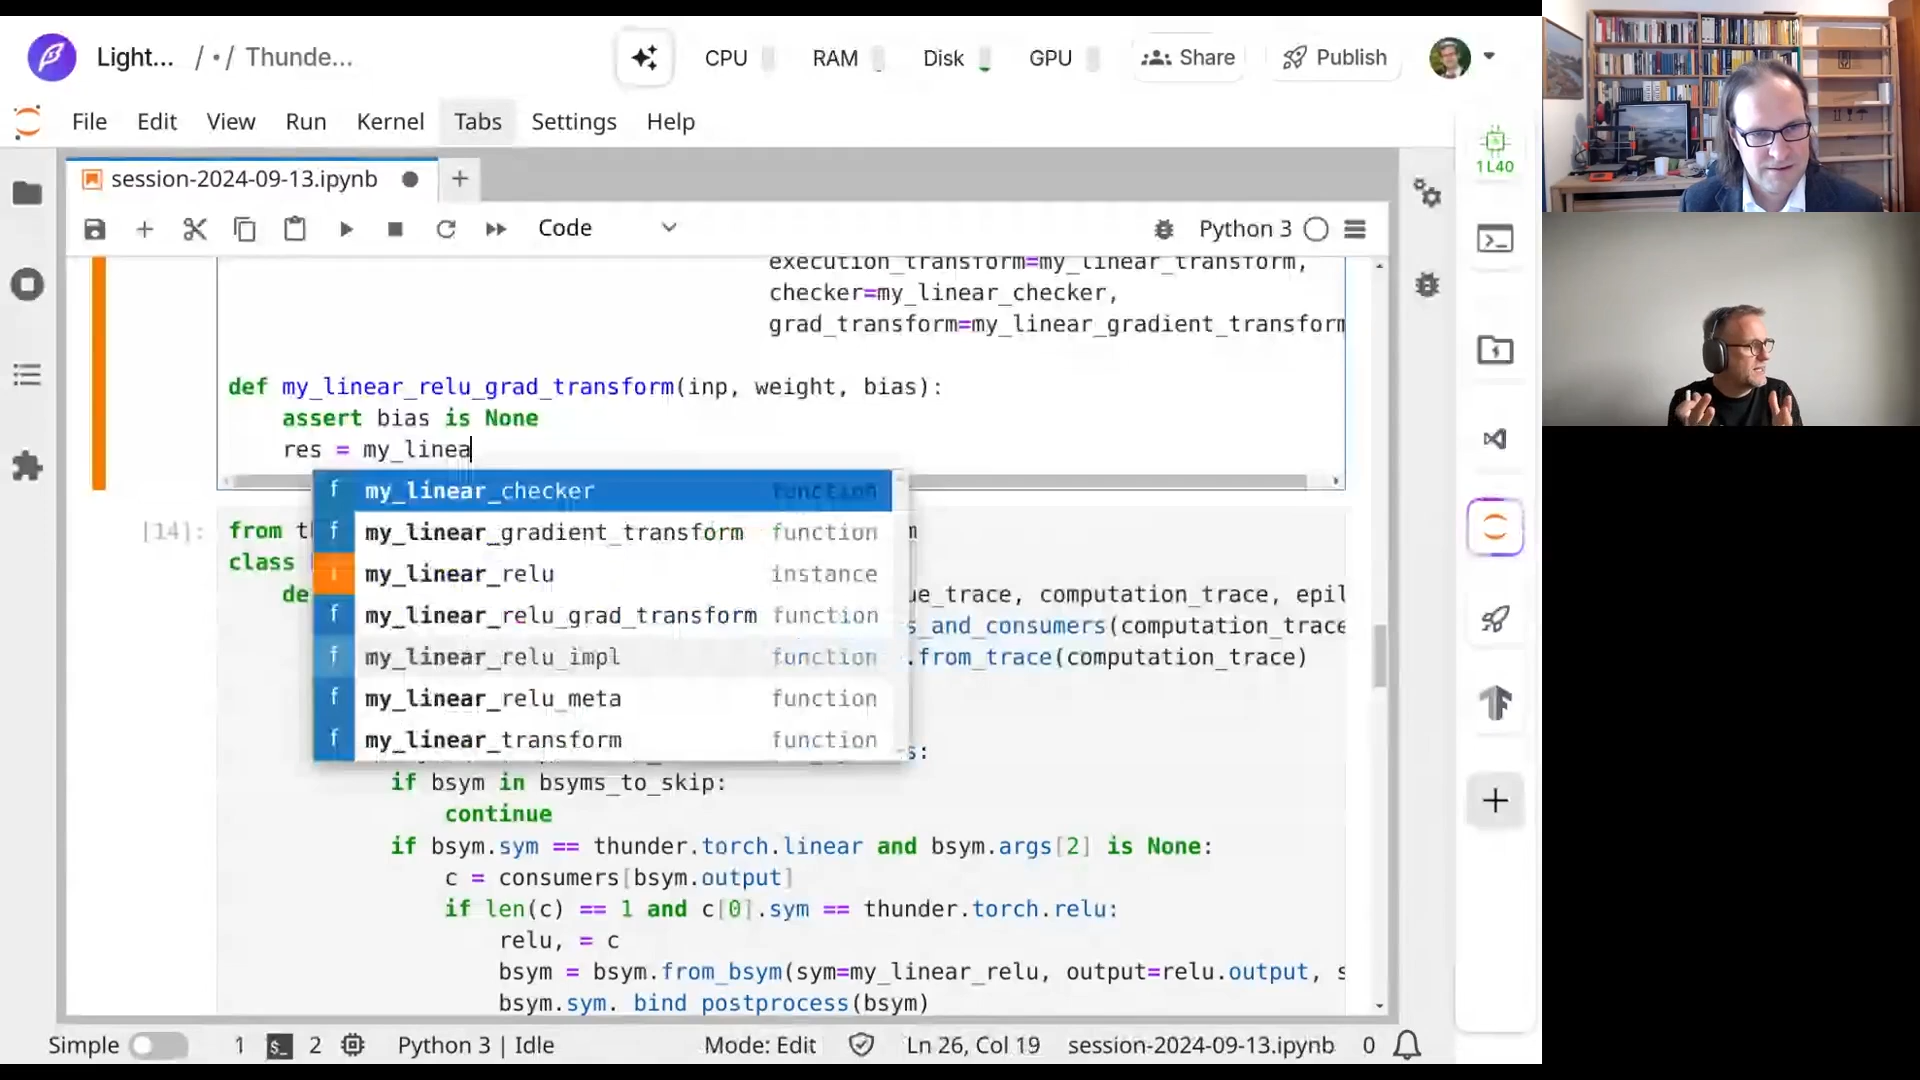 Light... / • / Thunde... CPU RAM Disk GPU Share Publish
File Edit View Run Kernel Tabs Settings Help
1 L40
session-2024-09-13.ipynb
Code Python 3
execution_transform=my_linear_transform,
checker=my_linear_checker,
grad_transform=my_linear_gradient_transform
def my_linear_relu_grad_transform(inp, weight, bias):
assert bias is None
res = my_linea
my_linear_checker function
[14]: from t
f my_linear_gradient_transform function
class
my_linear_relu instance
de ue_trace, computation_trace, epil
f my_linear_relu_grad_transform function s_and_consumers(computation_trace
f my_linear_relu_impl function .from_trace(computation_trace)
f my_linear_relu_meta function
f my_linear_transform function s:
if bsym in bsyms_to_skip:
continue
if bsym.sym == thunder.torch.linear and bsym.args[2] is None:
c = consumers[bsym.output]
if len(c) == 1 and c[0].sym == thunder.torch.relu:
relu, = c
bsym = bsym.from_bsym(sym=my_linear_relu, output=relu.output, s
bsym.sym._bind_postprocess(bsym)
Simple 1 $_ 2 Python 3 | Idle Mode: Edit Ln 26, Col 19 session-2024-09-13.ipynb 0